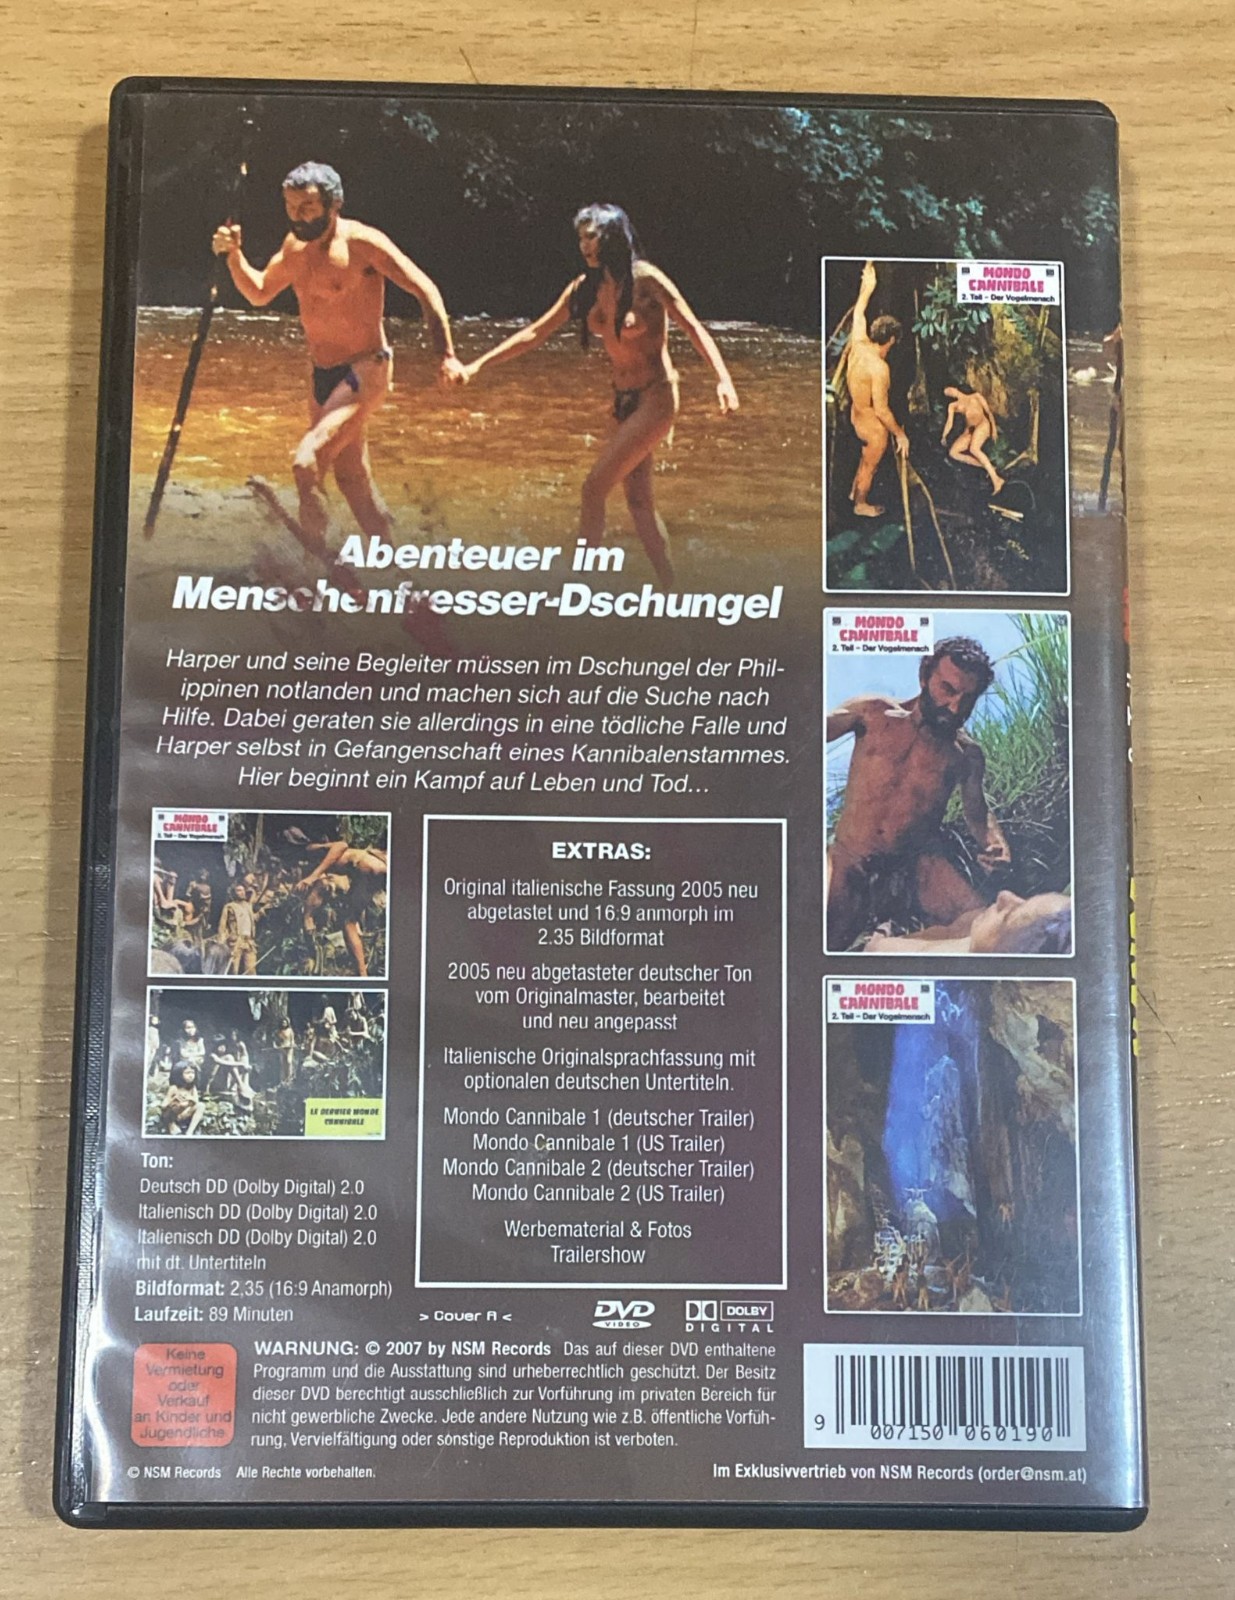 MONDO
CANNIBALE
2. Teil - Der Vogelmensch
Abenteuer im
Menschenfresser-Dschungel
Harper und seine Begleiter müssen im Dschungel der Phil-
ippinen notlanden und machen sich auf die Suche nach
Hilfe. Dabei geraten sie allerdings in eine tödliche Falle und
Harper selbst in Gefangenschaft eines Kannibalenstammes.
Hier beginnt ein Kampf auf Leben und Tod...
MONDO
CANNIBALE
2. Teil - Der Vogelmensch
MONDO
CANNIBALE
2. Teil - Der Vogelmensch
LE DERNIER MONDE
CANNIBALE
EXTRAS:
Original italienische Fassung 2005 neu
abgetastet und 16:9 anmorph im
2.35 Bildformat
2005 neu abgetasteter deutscher Ton
vom Originalmaster, bearbeitet
und neu angepasst
Italienische Originalsprachfassung mit
optionalen deutschen Untertiteln.
Mondo Cannibale 1 (deutscher Trailer)
Mondo Cannibale 1 (US Trailer)
Mondo Cannibale 2 (deutscher Trailer)
Mondo Cannibale 2 (US Trailer)
Werbematerial & Fotos
Trailershow
MONDO
CANNIBALE
2. Teil - Der Vogelmensch
Ton:
Deutsch DD (Dolby Digital) 2.0
Italienisch DD (Dolby Digital) 2.0
Italienisch DD (Dolby Digital) 2.0
mit dt. Untertiteln
Bildformat: 2,35 (16:9 Anamorph)
Laufzeit: 89 Minuten
> Cover A <
DVD
VIDEO
DOLBY
DIGITAL
Keine
Vermietung
oder
Verkauf
an Kinder und
Jugendliche
WARNUNG: © 2007 by NSM Records Das auf dieser DVD enthaltene
Programm und die Ausstattung sind urheberrechtlich geschützt. Der Besitz
dieser DVD berechtigt ausschließlich zur Vorführung im privaten Bereich für
nicht gewerbliche Zwecke. Jede andere Nutzung wie z.B. öffentliche Vorfüh-
rung, Vervielfältigung oder sonstige Reproduktion ist verboten.
9 007150 060190
© NSM Records Alle Rechte vorbehalten.
Im Exklusivvertrieb von NSM Records (order@nsm.at)